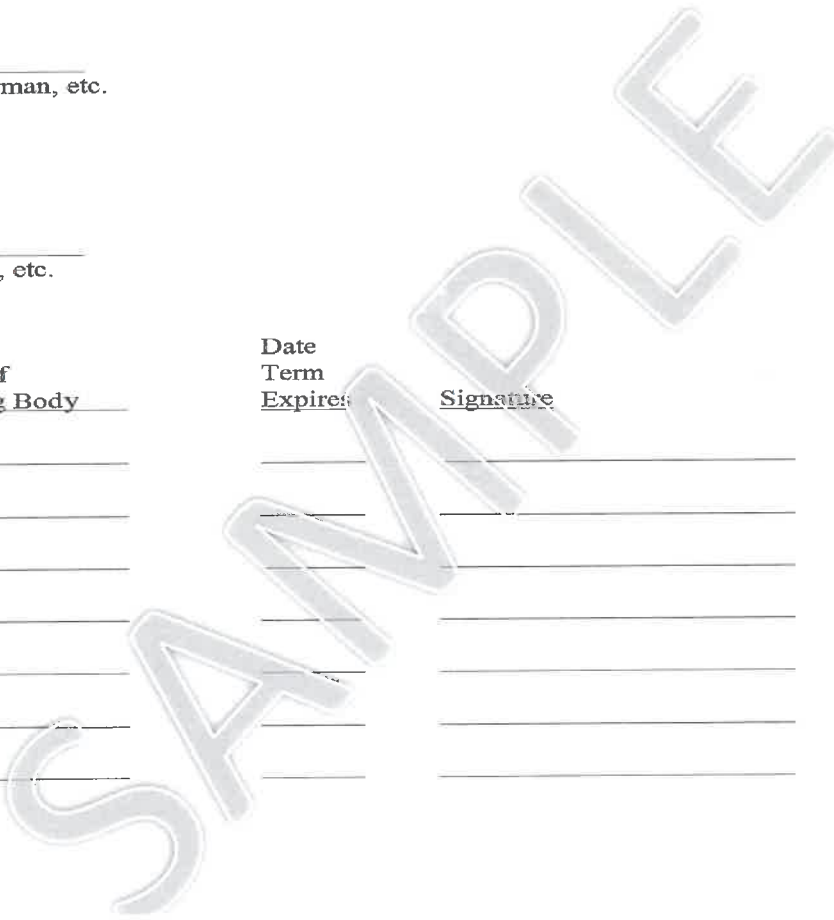 man, etc.
, etc.
Date
Term
f
Expires
Signature
g Body
SAMPLE